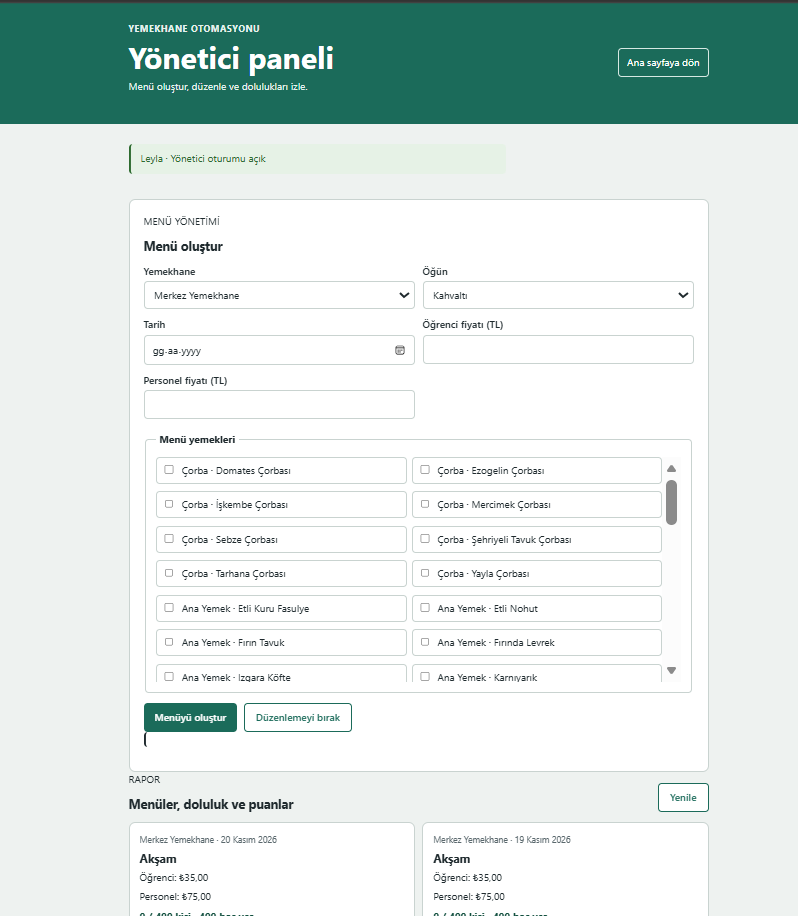 YEMEKHANE OTOMASYONU
Yönetici paneli
Menü oluştur, düzenle ve dolulukları izle.
Ana sayfaya dön
Leyla · Yönetici oturumu açık
MENÜ YÖNETİMİ
Menü oluştur
Yemekhane
Öğün
Merkez Yemekhane
Kahvaltı
Tarih
Öğrenci fiyatı (TL)
gg.aa.yyyy
Personel fiyatı (TL)
Menü yemekleri
Çorba · Domates Çorbası
Çorba · Ezogelin Çorbası
Çorba · İşkembe Çorbası
Çorba · Mercimek Çorbası
Çorba · Sebze Çorbası
Çorba · Şehriyeli Tavuk Çorbası
Çorba · Tarhana Çorbası
Çorba · Yayla Çorbası
Ana Yemek · Etli Kuru Fasulye
Ana Yemek · Etli Nohut
Ana Yemek · Fırın Tavuk
Ana Yemek · Fırında Levrek
Ana Yemek · Izgara Köfte
Ana Yemek · Karnıyarık
Menüyü oluştur
Düzenlemeyi bırak
RAPOR
Menüler, doluluk ve puanlar
Yenile
Merkez Yemekhane · 20 Kasım 2026
Akşam
Öğrenci: ₺35,00
Personel: ₺75,00
Merkez Yemekhane · 19 Kasım 2026
Akşam
Öğrenci: ₺35,00
Personel: ₺75,00